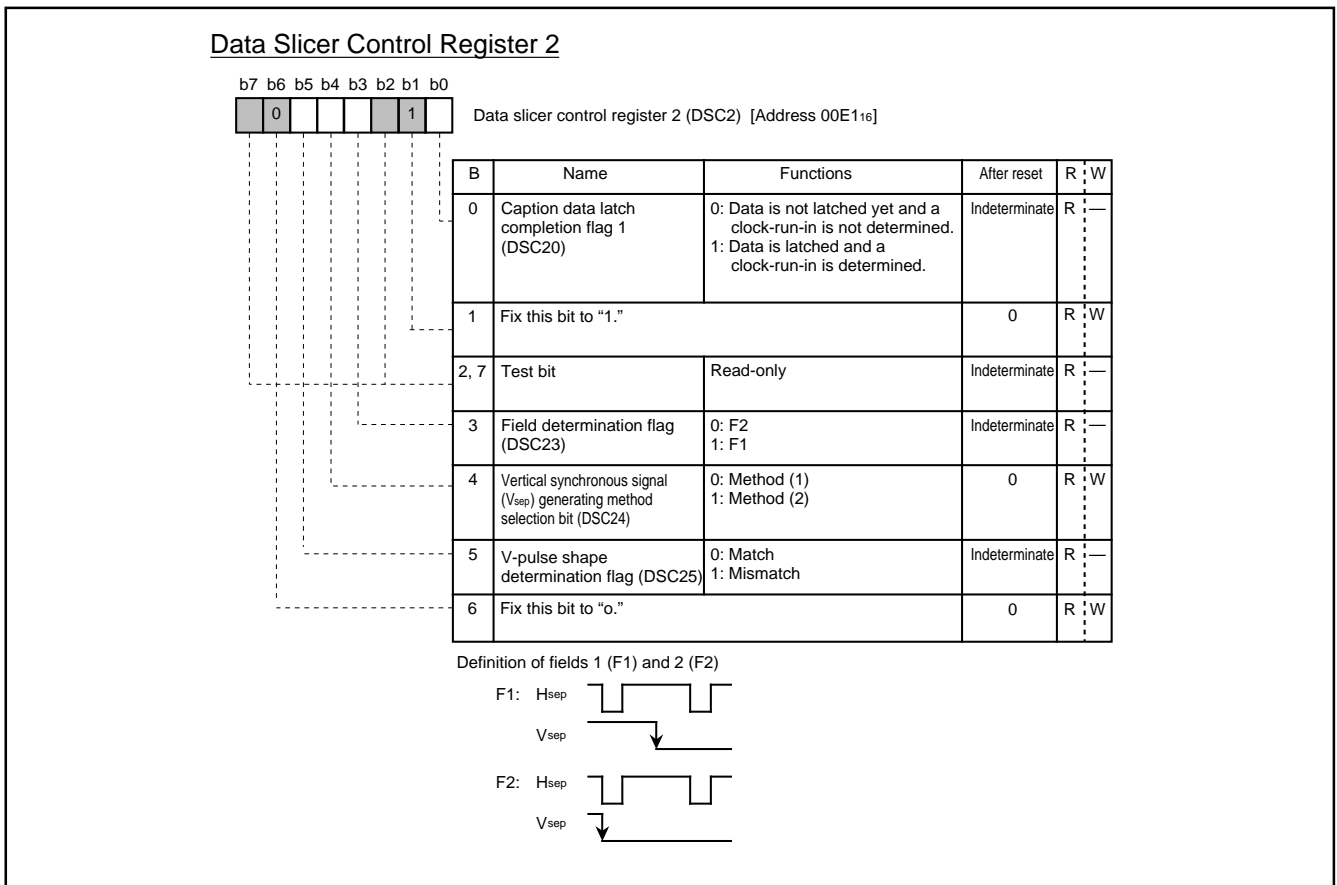 Data Slicer Control Register 2
b7 b6 b5 b4 b3 b2 b1 b0
0 1
Data slicer control register 2 (DSC2) [Address 00E116]
B Name Functions After reset R W
0 Caption data latch completion flag 1 (DSC20) 0: Data is not latched yet and a clock-run-in is not determined. 1: Data is latched and a clock-run-in is determined. Indeterminate R —
1 Fix this bit to “1.” 0 R W
2, 7 Test bit Read-only Indeterminate R —
3 Field determination flag (DSC23) 0: F2 1: F1 Indeterminate R —
4 Vertical synchronous signal (Vsep) generating method selection bit (DSC24) 0: Method (1) 1: Method (2) 0 R W
5 V-pulse shape determination flag (DSC25) 0: Match 1: Mismatch Indeterminate R —
6 Fix this bit to “o.” 0 R W
Definition of fields 1 (F1) and 2 (F2)
F1: Hsep
Vsep
F2: Hsep
Vsep